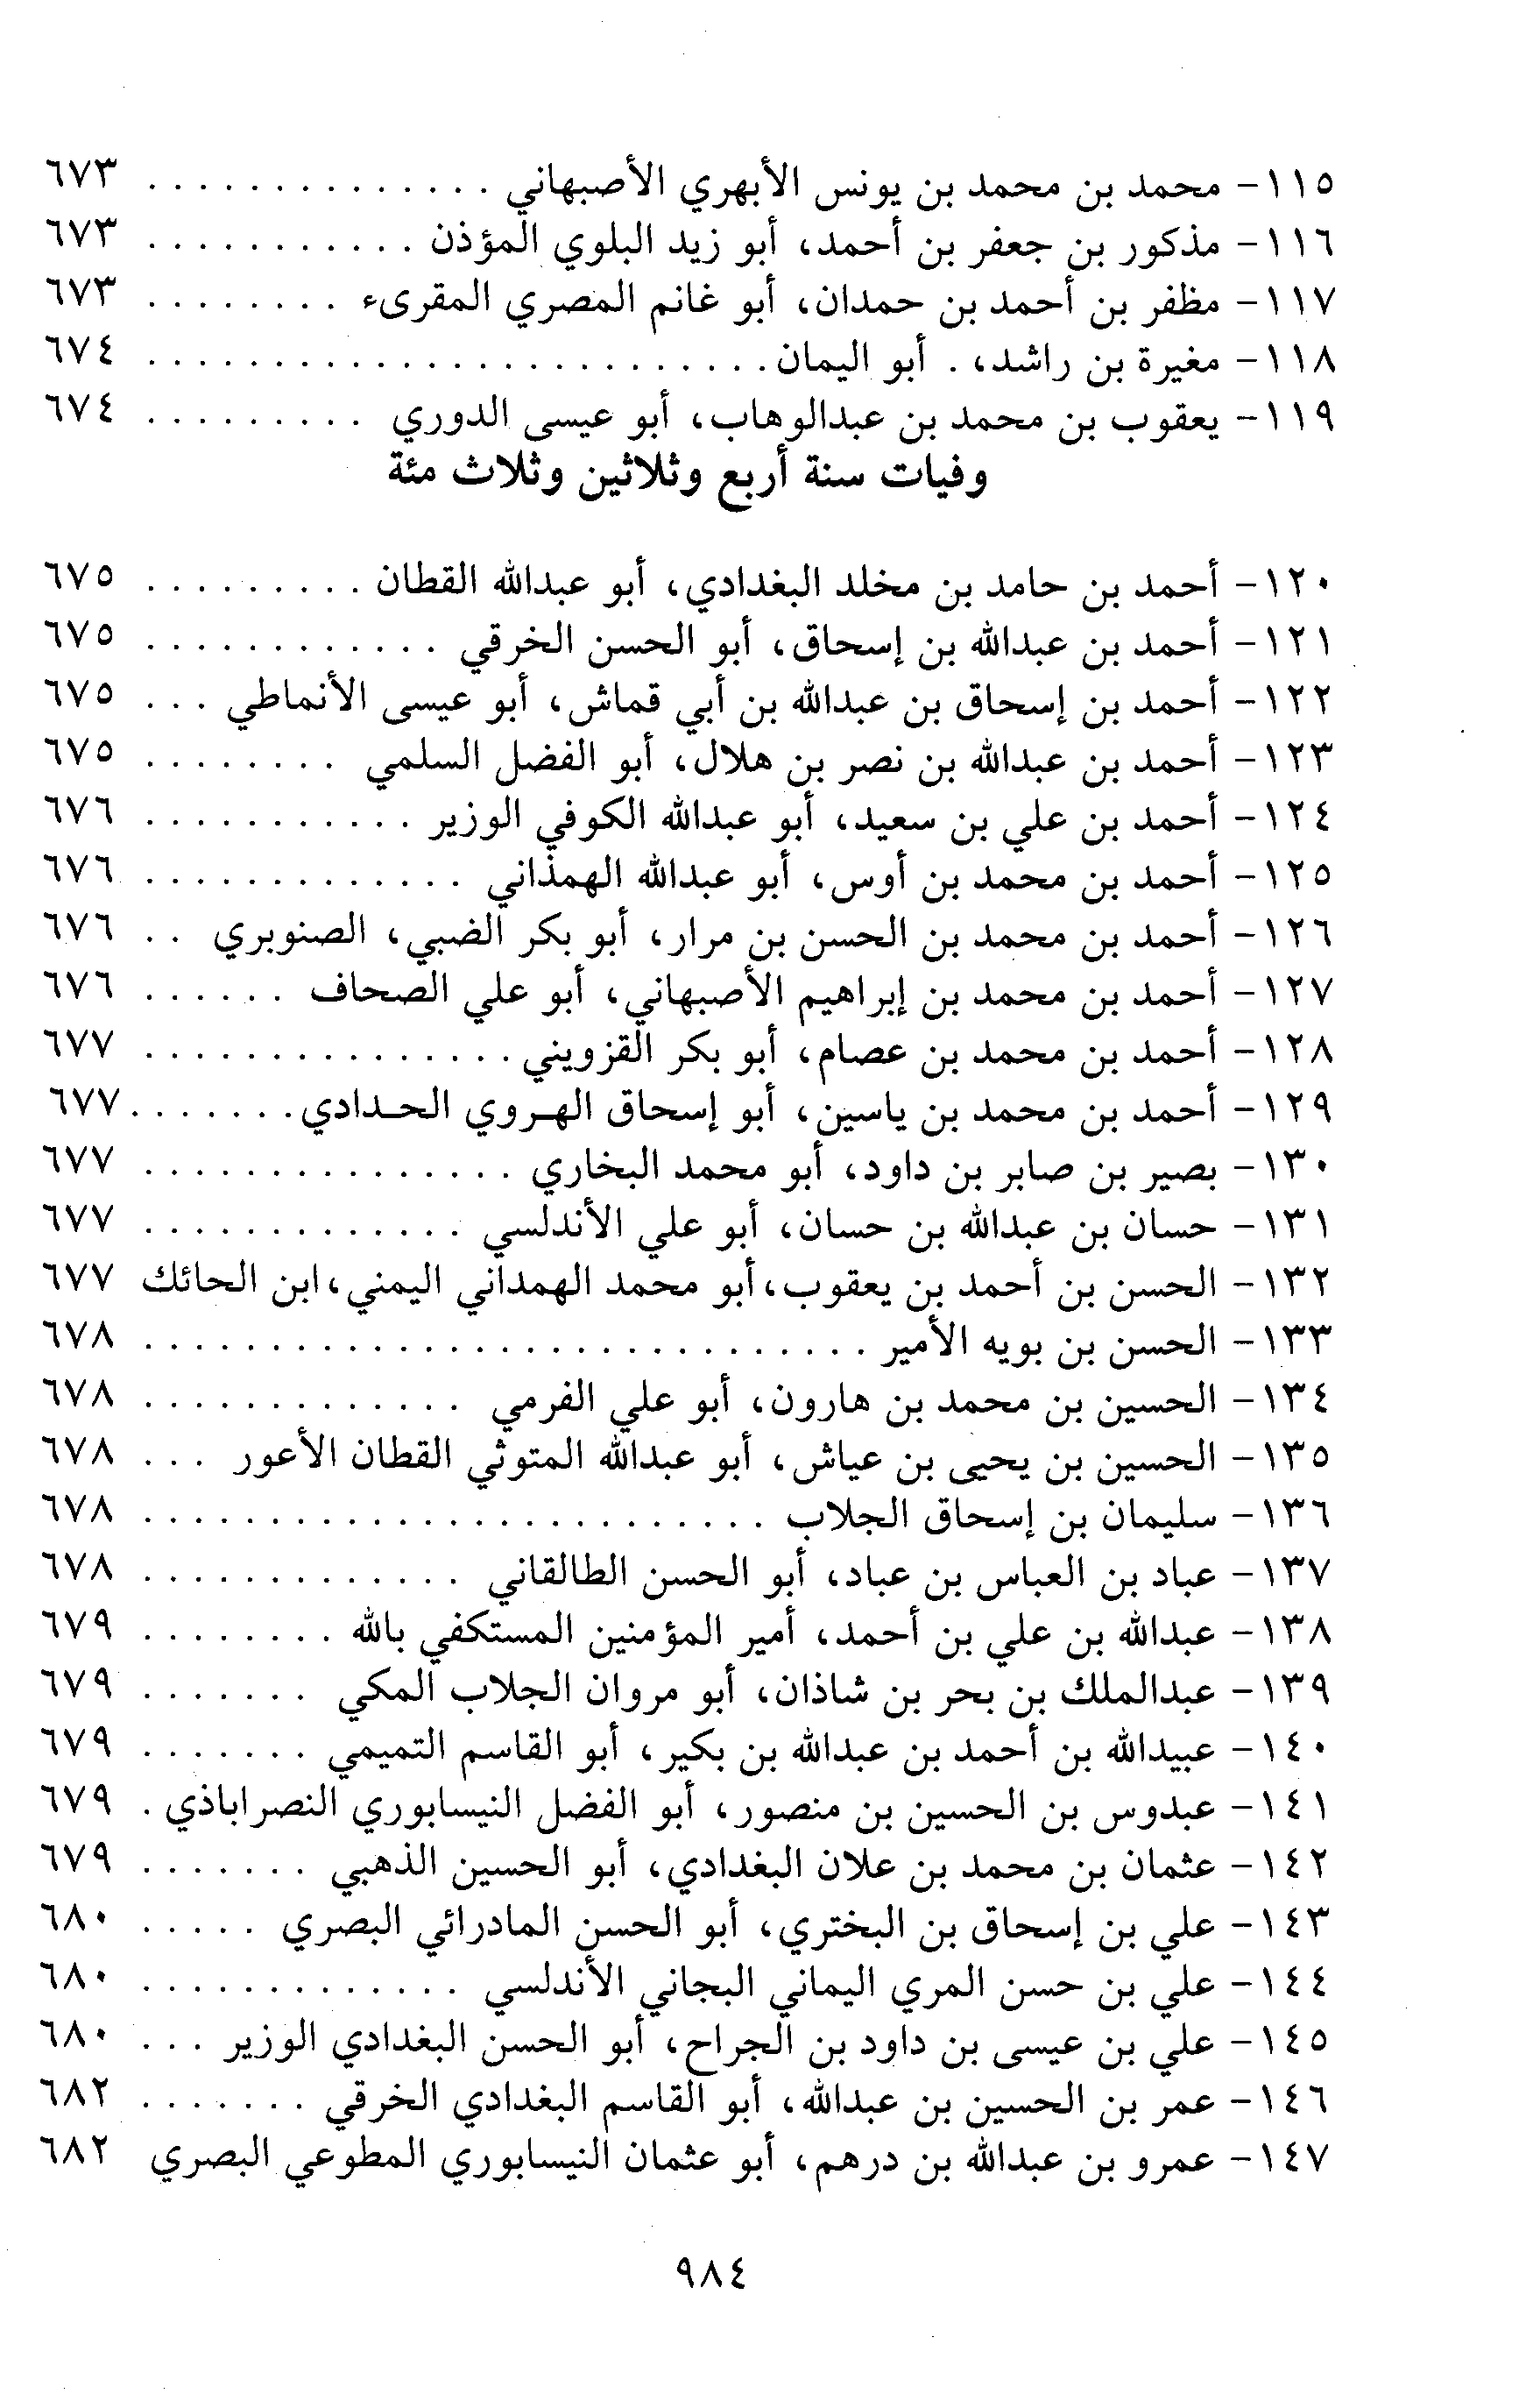 ١١٥- محمد بن محمد بن يونس الأبهري الأصبهاني . . . . . . . . . . . . . . ٦٧٣
١١٦- مذكور بن جعفر بن أحمد، أبو زيد البلوي المؤذن . . . . . . . . . . . ٦٧٣
١١٧- مظفر بن أحمد بن حمدان، أبو غانم المصري المقرىء . . . . . . . . ٦٧٣
١١٨- مغيرة بن راشد، . أبو اليمان . . . . . . . . . . . . . . . . . . . . . . . . . ٦٧٤
١١٩- يعقوب بن محمد بن عبدالوهاب، أبو عيسى الدوري . . . . . . . . . ٦٧٤
وفيات سنة أربع وثلاثين وثلاث مئة
١٢٠- أحمد بن حامد بن مخلد البغدادي، أبو عبدالله القطان . . . . . . . . . ٦٧٥
١٢١- أحمد بن عبدالله بن إسحاق، أبو الحسن الخرقي . . . . . . . . . . . . ٦٧٥
١٢٢- أحمد بن إسحاق بن عبدالله بن أبي قماش، أبو عيسى الأنماطي . . . ٦٧٥
١٢٣- أحمد بن عبدالله بن نصر بن هلال، أبو الفضل السلمي . . . . . . . . ٦٧٥
١٢٤- أحمد بن علي بن سعيد، أبو عبدالله الكوفي الوزير . . . . . . . . . . . ٦٧٦
١٢٥- أحمد بن محمد بن أوس، أبو عبدالله الهمذاني . . . . . . . . . . . . . ٦٧٦
١٢٦- أحمد بن محمد بن الحسن بن مرار، أبو بكر الضبي، الصنوبري . . ٦٧٦
١٢٧- أحمد بن محمد بن إبراهيم الأصبهاني، أبو علي الصحاف . . . . . . ٦٧٦
١٢٨- أحمد بن محمد بن عصام، أبو بكر القزويني . . . . . . . . . . . . . . . ٦٧٧
١٢٩- أحمد بن محمد بن ياسين، أبو إسحاق الهـروي الحـدادي . . . . . . . ٦٧٧
١٣٠- بصير بن صابر بن داود، أبو محمد البخاري . . . . . . . . . . . . . . . ٦٧٧
١٣١- حسان بن عبدالله بن حسان، أبو علي الأندلسي . . . . . . . . . . . . . ٦٧٧
١٣٢- الحسن بن أحمد بن يعقوب، أبو محمد الهمداني اليمني، ابن الحائك ٦٧٧
١٣٣- الحسن بن بويه الأمير . . . . . . . . . . . . . . . . . . . . . . . . . . . . . ٦٧٨
١٣٤- الحسين بن محمد بن هارون، أبو علي الفرمي . . . . . . . . . . . . . ٦٧٨
١٣٥- الحسين بن يحيى بن عياش، أبو عبدالله المتوثي القطان الأعور . . . ٦٧٨
١٣٦- سليمان بن إسحاق الجلاب . . . . . . . . . . . . . . . . . . . . . . . . . ٦٧٨
١٣٧- عباد بن العباس بن عباد، أبو الحسن الطالقاني . . . . . . . . . . . . . ٦٧٨
١٣٨- عبدالله بن علي بن أحمد، أمير المؤمنين المستكفي بالله . . . . . . . . ٦٧٩
١٣٩- عبدالملك بن بحر بن شاذان، أبو مروان الجلاب المكي . . . . . . . ٦٧٩
١٤٠- عبيدالله بن أحمد بن عبدالله بن بكير، أبو القاسم التميمي . . . . . . . ٦٧٩
١٤١- عبدوس بن الحسين بن منصور، أبو الفضل النيسابوري النصراباذي . ٦٧٩
١٤٢- عثمان بن محمد بن علان البغدادي، أبو الحسين الذهبي . . . . . . . ٦٧٩
١٤٣- علي بن إسحاق بن البختري، أبو الحسن المادرائي البصري . . . . . ٦٨٠
١٤٤- علي بن حسن المري اليماني البجاني الأندلسي . . . . . . . . . . . . . ٦٨٠
١٤٥- علي بن عيسى بن داود بن الجراح، أبو الحسن البغدادي الوزير . . . ٦٨٠
١٤٦- عمر بن الحسين بن عبدالله، أبو القاسم البغدادي الخرقي . . . . . . . ٦٨٢
١٤٧- عمرو بن عبدالله بن درهم، أبو عثمان النيسابوري المطوعي البصري ٦٨٢
٩٨٤